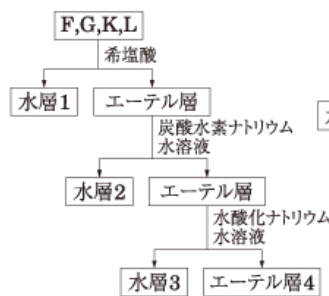 F,G,K,L
希塩酸
水層1
エーテル層
炭酸水素ナトリウム
水溶液
水層2
エーテル層
水酸化ナトリウム
水溶液
水層3
エーテル層4